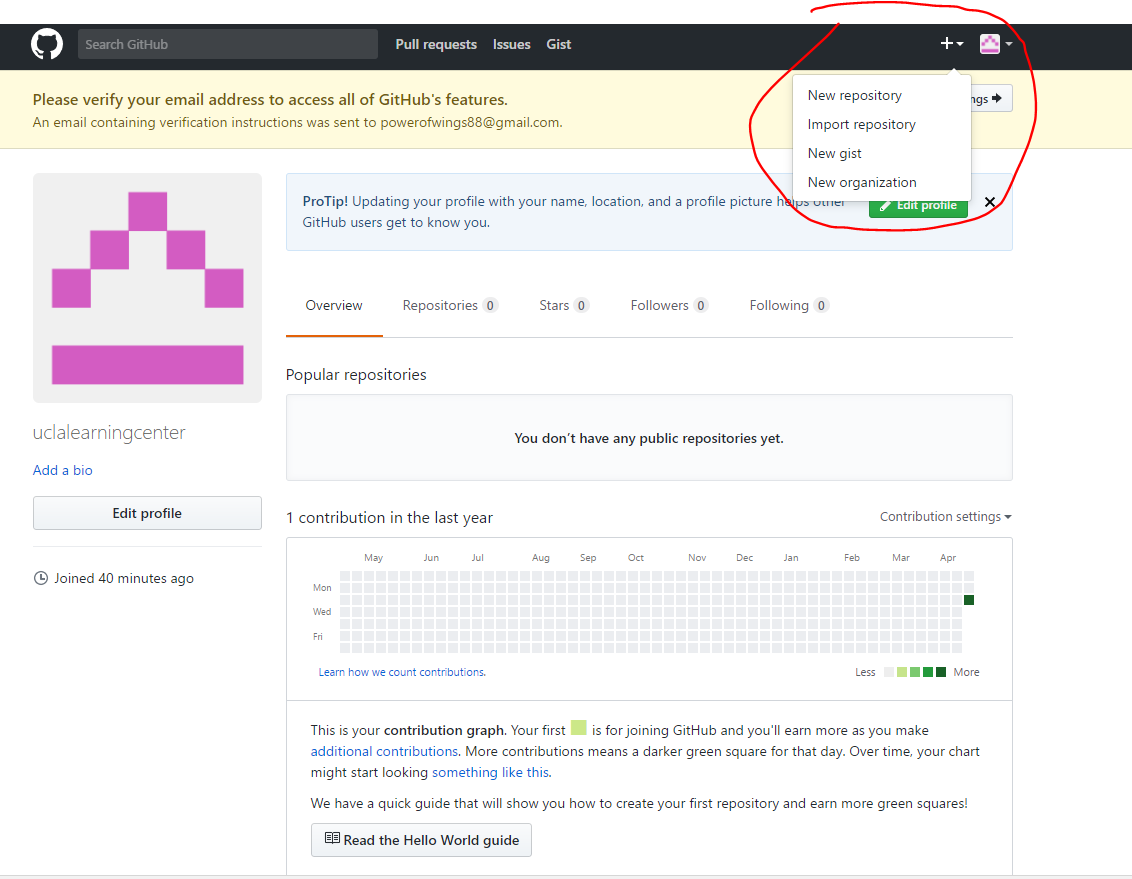 Search GitHub Pull requests Issues Gist
Please verify your email address to access all of GitHub's features.
An email containing verification instructions was sent to powerofwings88@gmail.com.
New repository
Import repository
New gist
New organization
ProTip! Updating your profile with your name, location, and a profile picture helps other
GitHub users get to know you.
Edit profile
Overview Repositories 0 Stars 0 Followers 0 Following 0
Popular repositories
You don’t have any public repositories yet.
uclalearningcenter
Add a bio
Edit profile
Joined 40 minutes ago
1 contribution in the last year Contribution settings
May Jun Jul Aug Sep Oct Nov Dec Jan Feb Mar Apr
Mon
Wed
Fri
Learn how we count contributions. Less More
This is your contribution graph. Your first is for joining GitHub and you'll earn more as you make
additional contributions. More contributions means a darker green square for that day. Over time, your chart
might start looking something like this.
We have a quick guide that will show you how to create your first repository and earn more green squares!
Read the Hello World guide